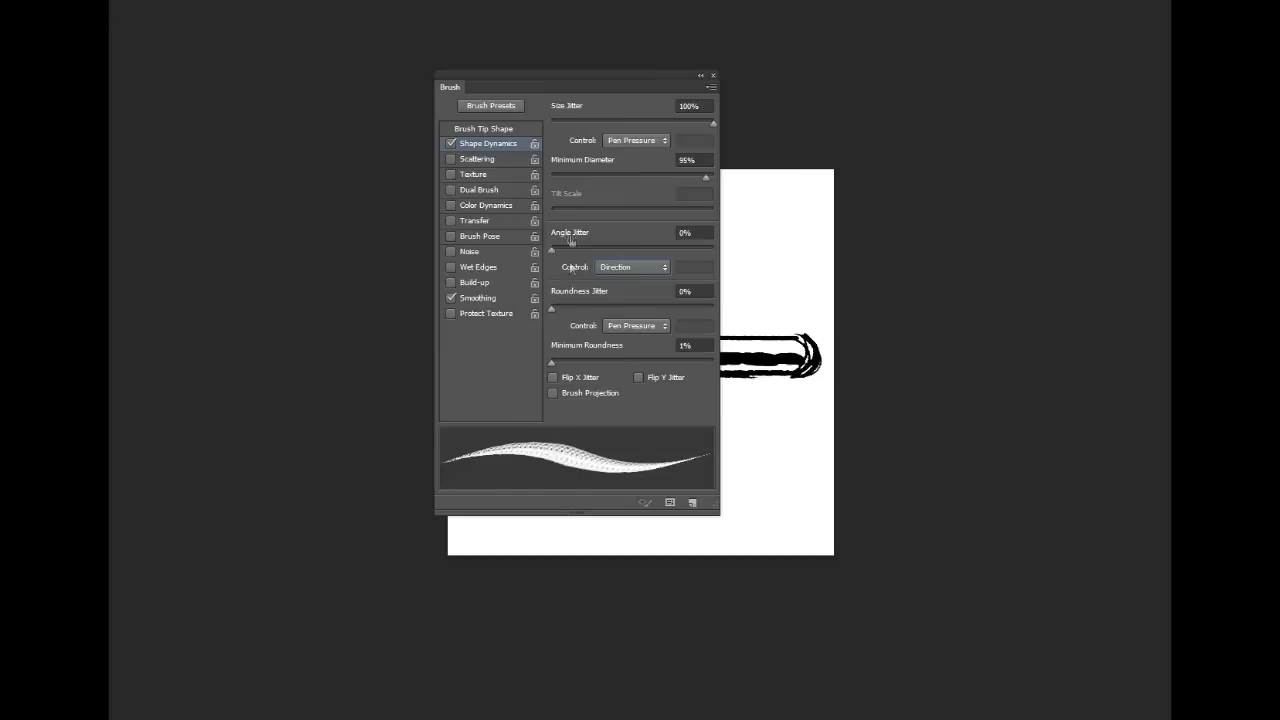 Brush
Brush Presets
Brush Tip Shape
Shape Dynamics
Scattering
Texture
Dual Brush
Color Dynamics
Transfer
Brush Pose
Noise
Wet Edges
Build-up
Smoothing
Protect Texture
Size Jitter 100%
Control: Pen Pressure
Minimum Diameter 95%
Tilt Scale
Angle Jitter 0%
Control: Direction
Roundness Jitter 0%
Control: Pen Pressure
Minimum Roundness 1%
Flip X Jitter Flip Y Jitter
Brush Projection